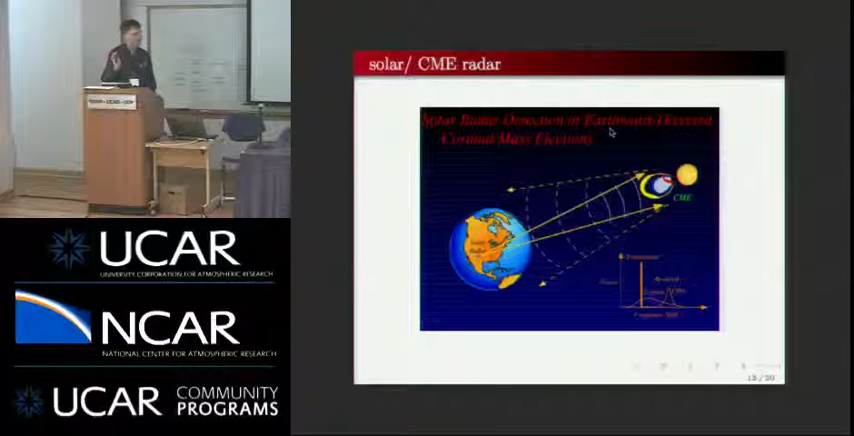 UCAR
UNIVERSITY CORPORATION FOR ATMOSPHERIC RESEARCH
NCAR
NATIONAL CENTER FOR ATMOSPHERIC RESEARCH
UCAR COMMUNITY
PROGRAMS
solar/ CME radar
Solar Radar Detection of Earthward-Directed
Coronal Mass Ejections
CME